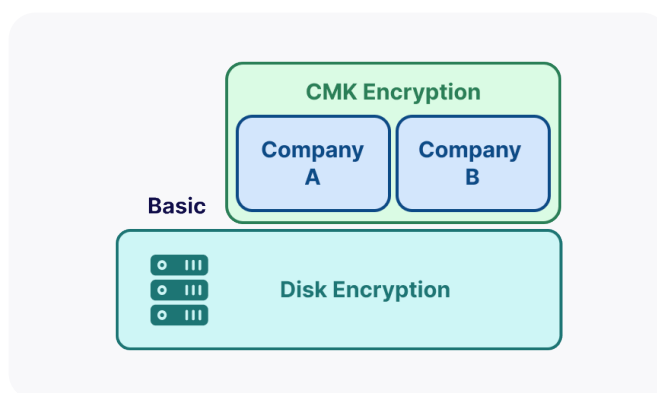 CMK Encryption
Company
A
Company
B
Basic
Disk Encryption